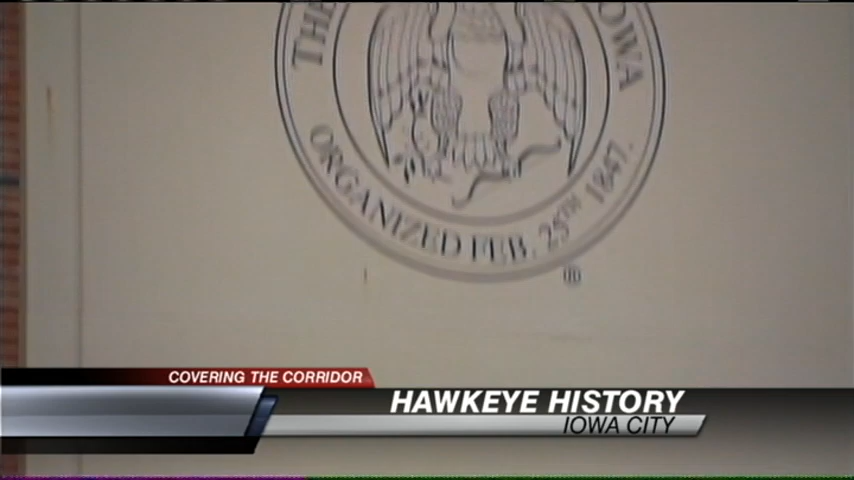 THE
IOWA
ORGANIZED FEB. 25TH 1847.
®
COVERING THE CORRIDOR
HAWKEYE HISTORY
IOWA CITY